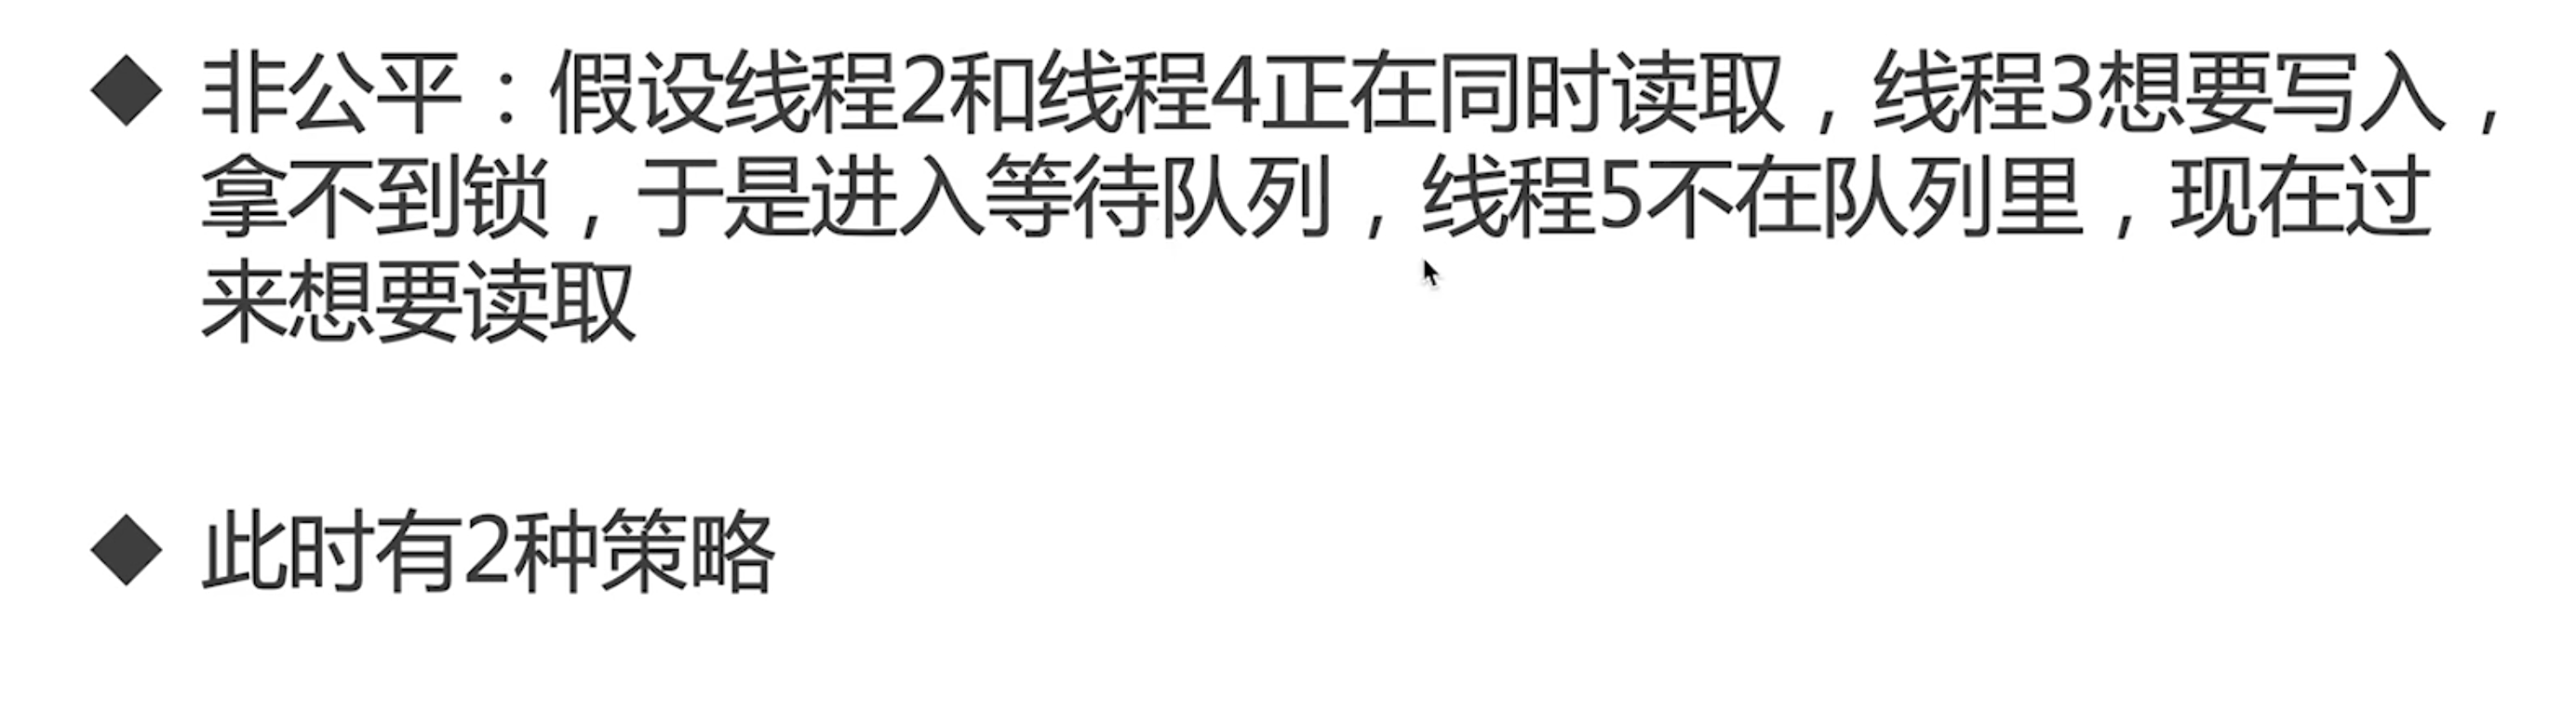 非公平：假设线程2和线程4正在同时读取，线程3想要写入，
拿不到锁，于是进入等待队列，线程5不在队列里，现在过
来想要读取
此时有2种策略